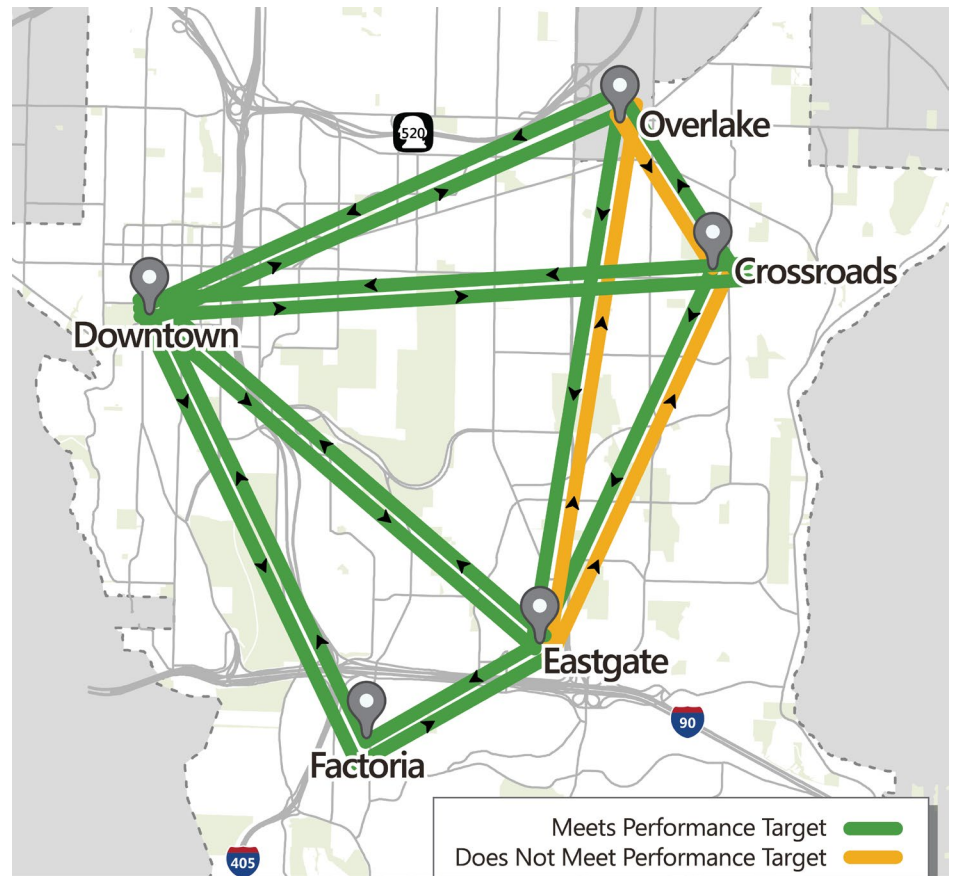 520
Overlake
Crossroads
Downtown
Eastgate
90
Factoria
405
Meets Performance Target
Does Not Meet Performance Target